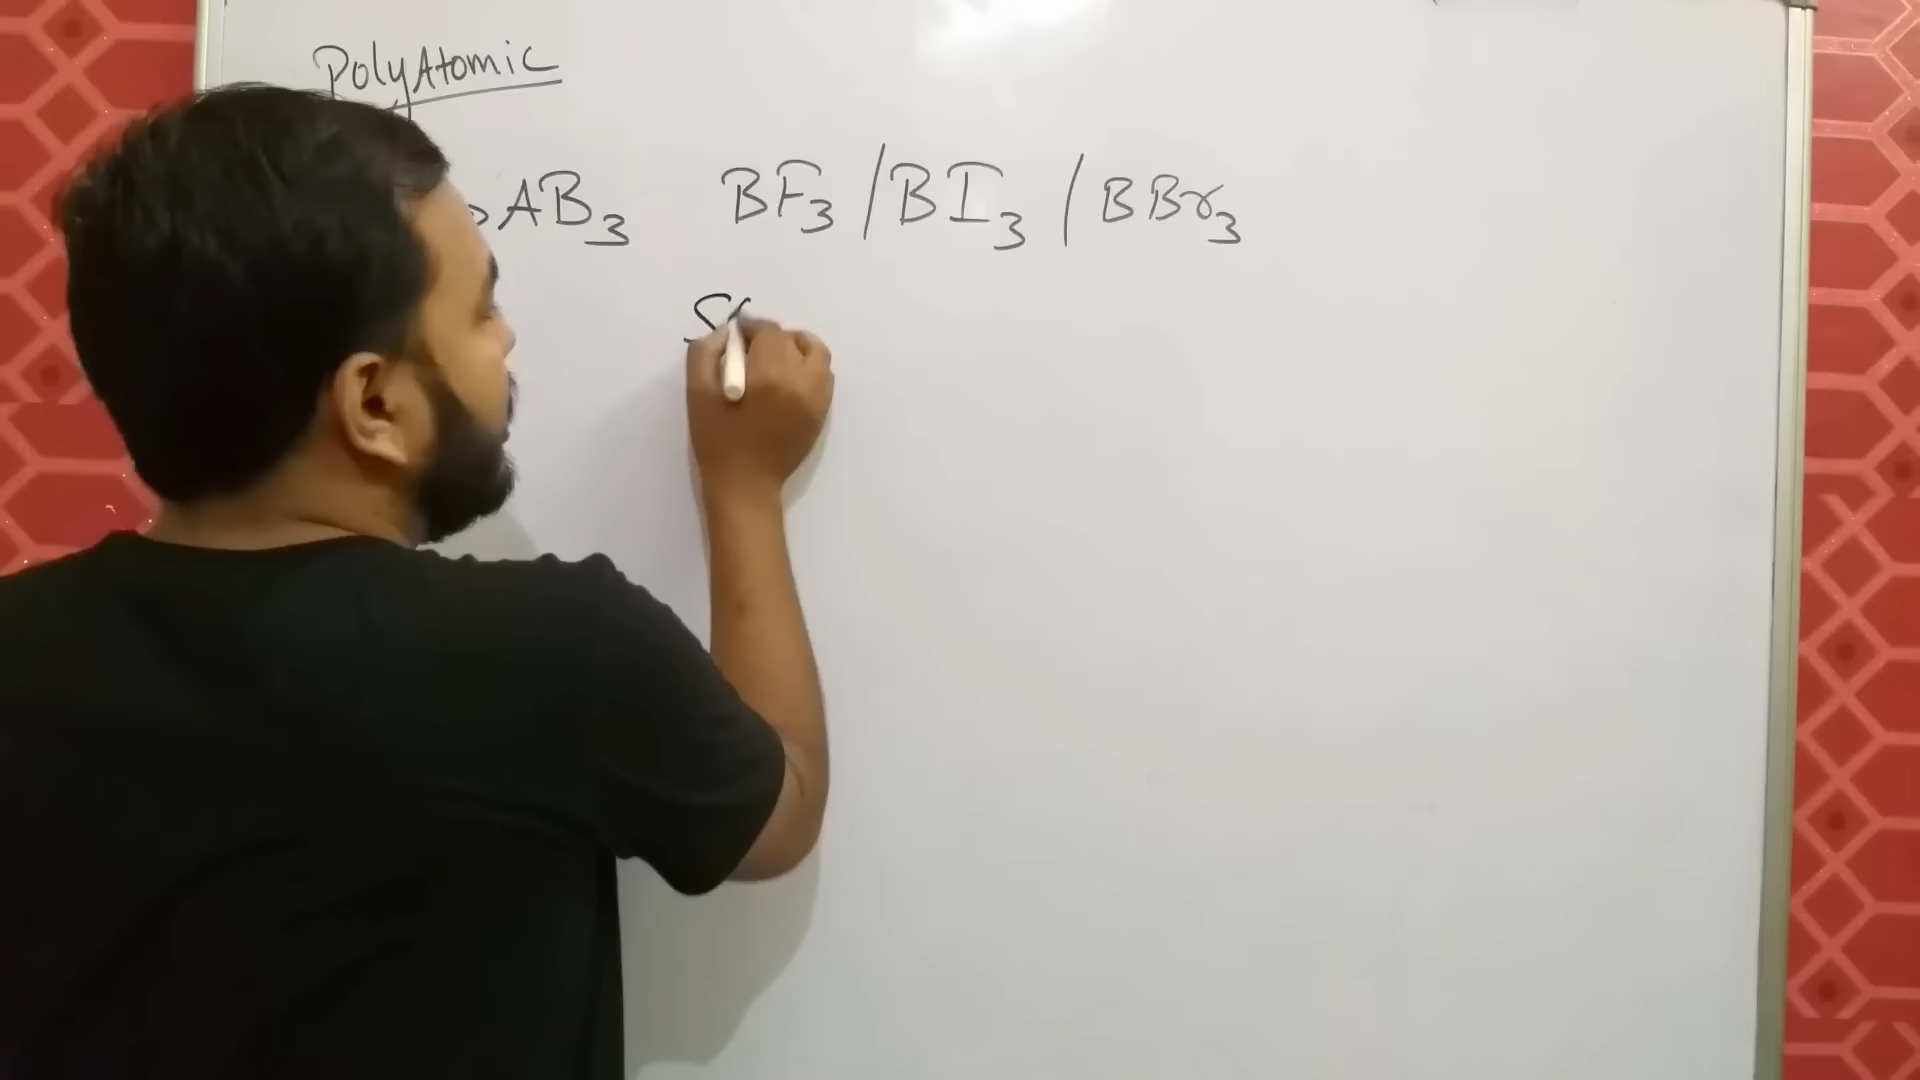 PolyAtomic
AB₃ BF₃ / BI₃ / BBr₃
S